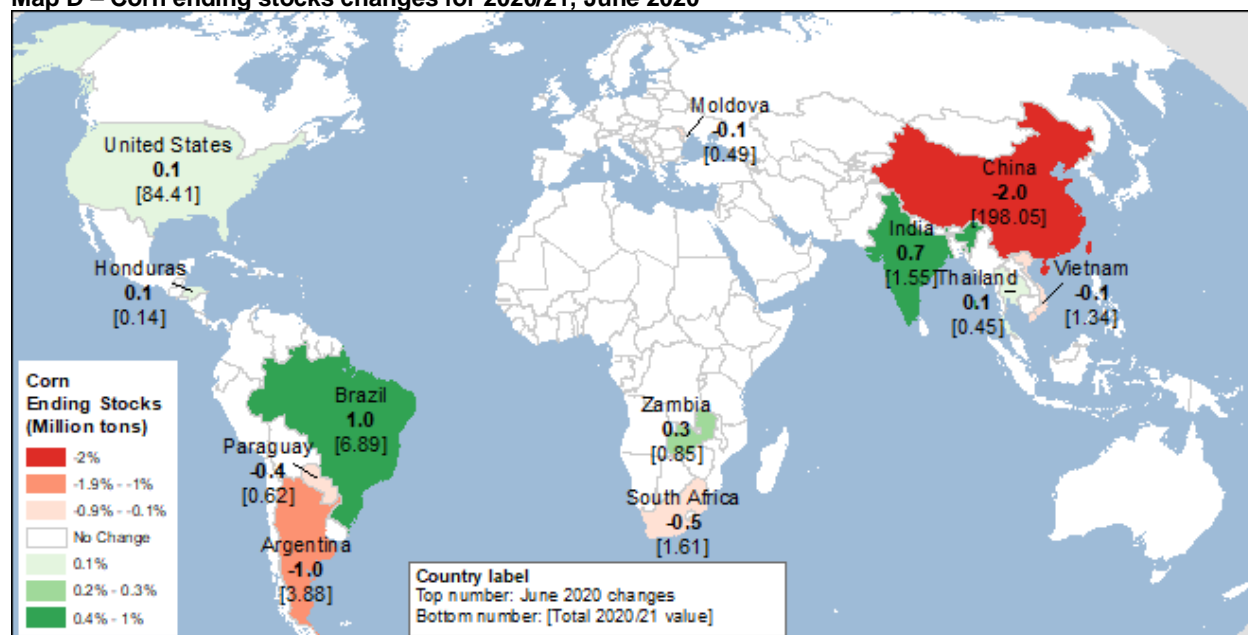 Map D – Corn ending stocks changes for 2020/21, June 2020
Moldova
-0.1
[0.49]
United States
0.1
[84.41]
China
-2.0
[198.05]
India
0.7
[1.55]
Honduras
0.1
[0.14]
Thailand
0.1
[0.45]
Vietnam
-0.1
[1.34]
Brazil
1.0
[6.89]
Zambia
0.3
[0.85]
Paraguay
-0.4
[0.62]
South Africa
-0.5
[1.61]
Argentina
-1.0
[3.88]
Corn
Ending Stocks
(Million tons)
-2%
-1.9% - -1%
-0.9% - -0.1%
No Change
0.1%
0.2% - 0.3%
0.4% - 1%
Country label
Top number: June 2020 changes
Bottom number: [Total 2020/21 value]